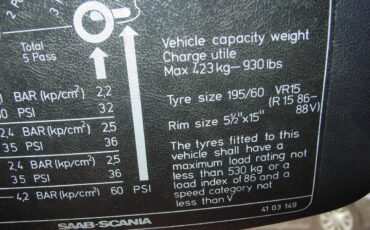 Total
5 Pass
BAR (kp/cm²) 2,2
PSI 32
2,4 BAR (kp/cm²) 2,5
35 PSI 36
2,4 BAR (kp/cm²) 2,5
35 PSI 36
4,2 BAR (kp/cm²) 60 PSI
Vehicle capacity weight
Charge utile
Max 423 kg–930 lbs
Tyre size 195/60 VR15
(R 15 86–
88V)
Rim size 5½"x15"
The tyres fitted to this
vehicle shall have a
maximum load rating not
less than 530 kg or a
load index of 86 and a
speed category not
less than V
41 03 149
SAAB-SCANIA